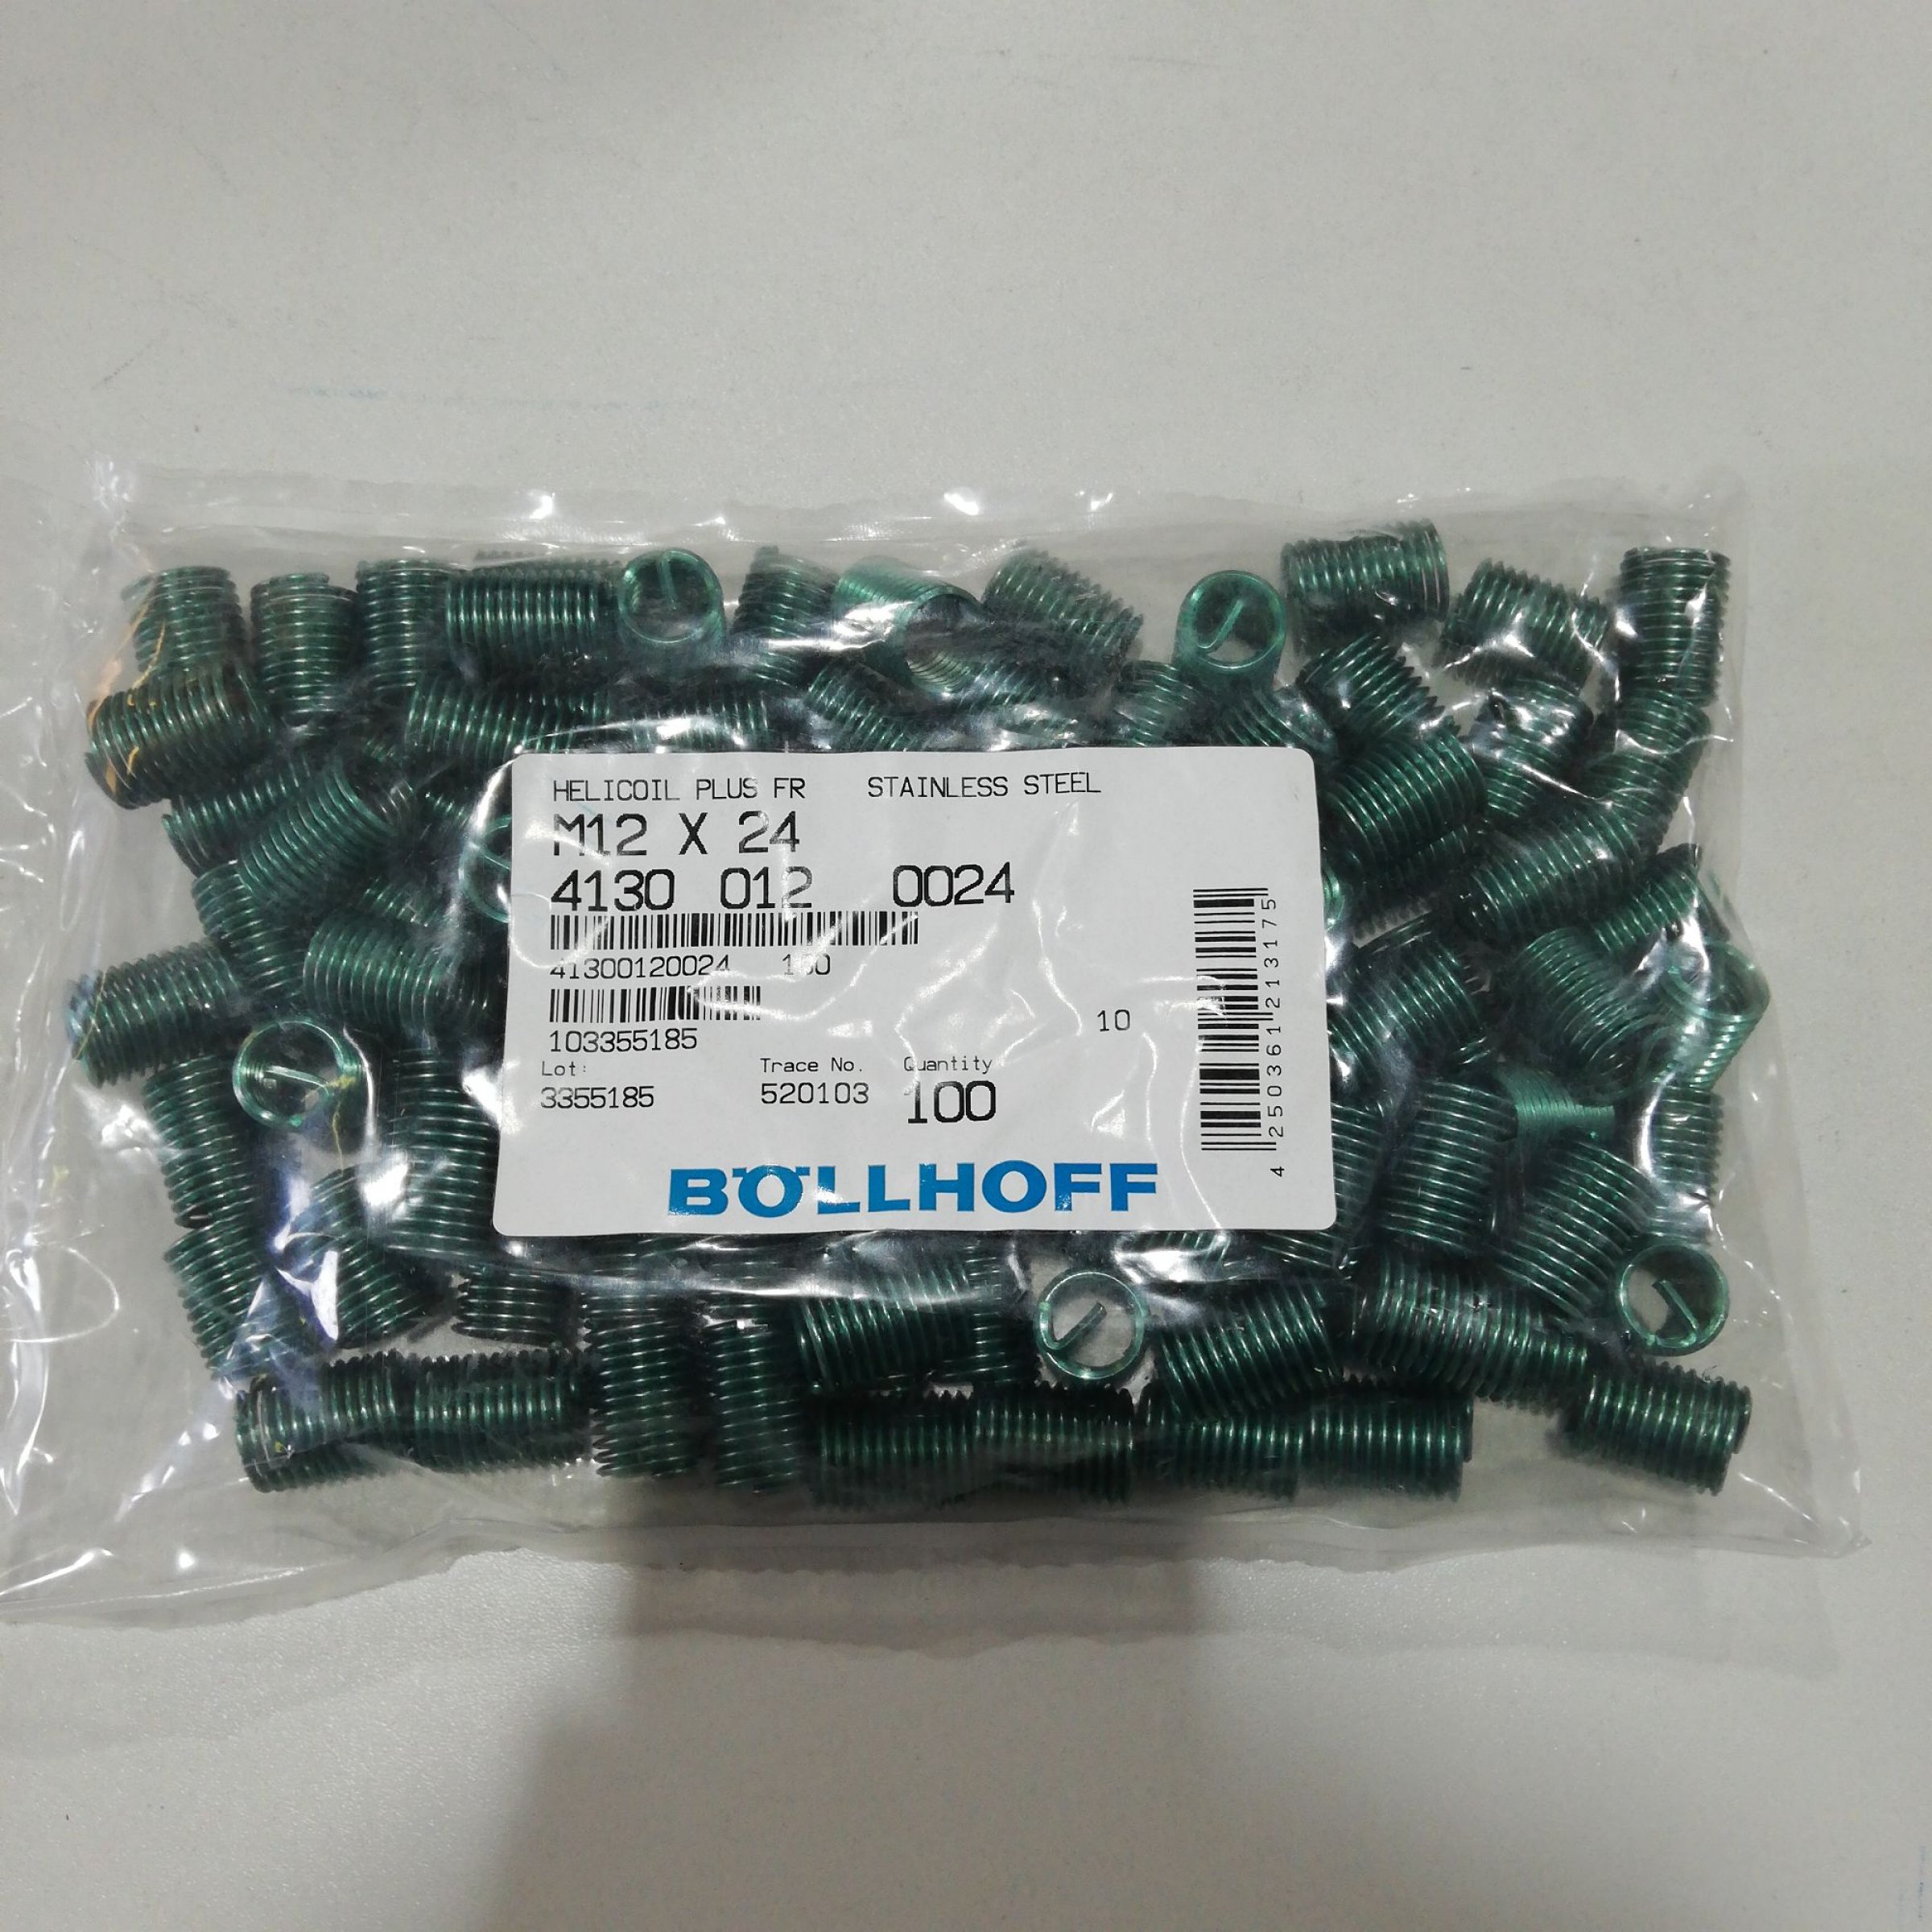 HELICOIL PLUS FR STAINLESS STEEL
M12 X 24
4130 012 0024
41300120024 100
103355185
10
Lot: Trace No. Quantity
3355185 520103 100
BÖLLHOFF
4 250361 213175